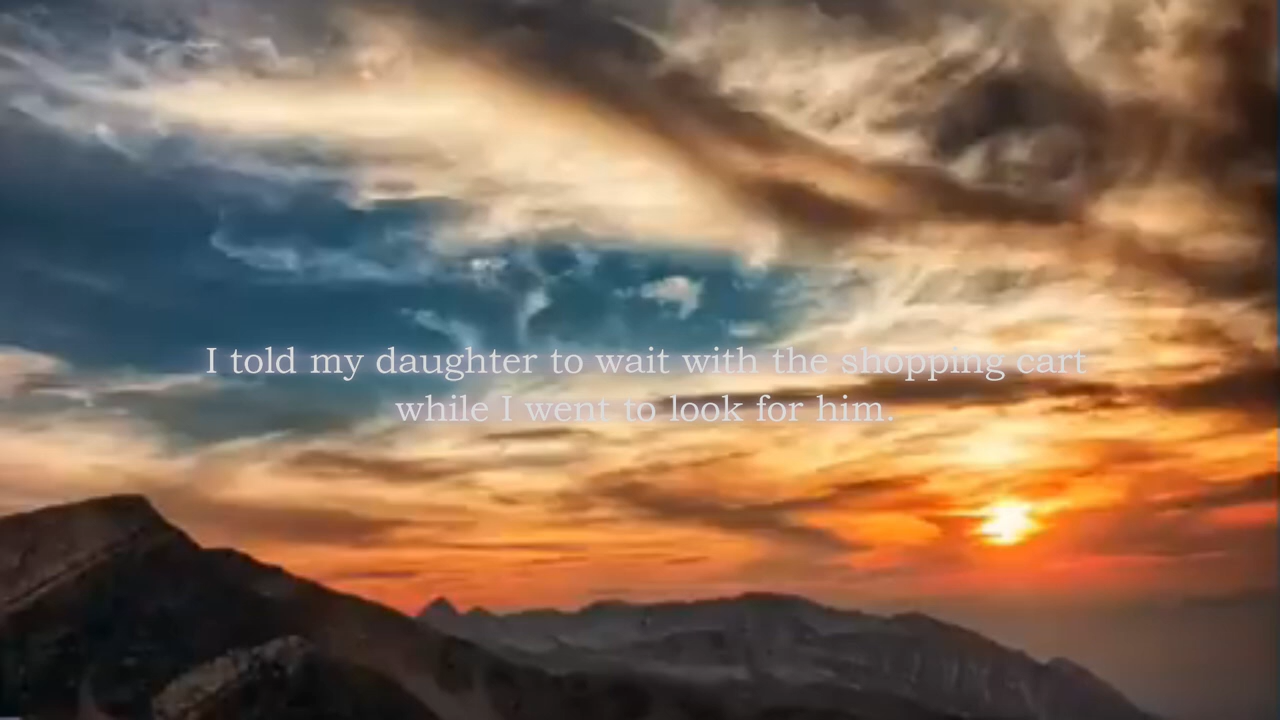 I told my daughter to wait with the shopping cart
while I went to look for him.